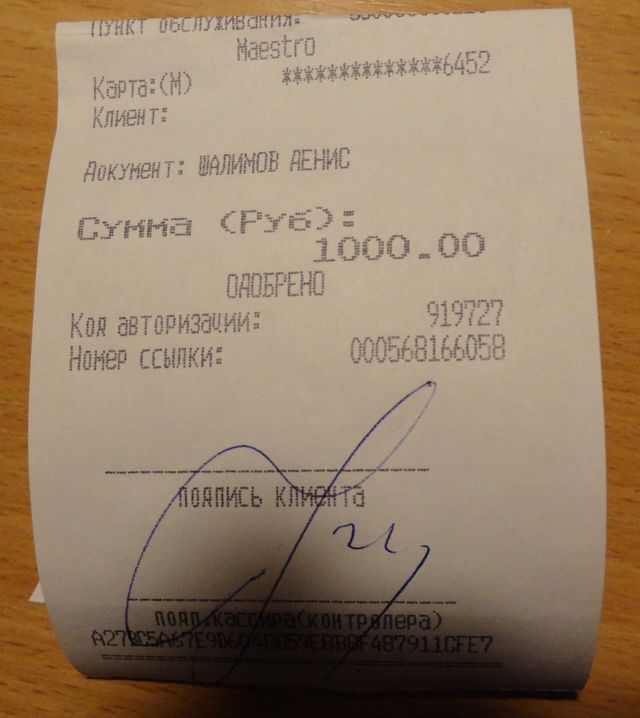 Пункт обслуживания:
Maestro
Карта:(М) *************6452
Клиент:
Документ: ШАЛИМОВ ДЕНИС
Сумма (Руб):
1000.00
ОДОБРЕНО
Код авторизации: 919727
Номер ссылки: 000568166058
ПОДПИСЬ КЛИЕНТА
ПОДП.КАССИРА(КОНТРОЛЕРА)